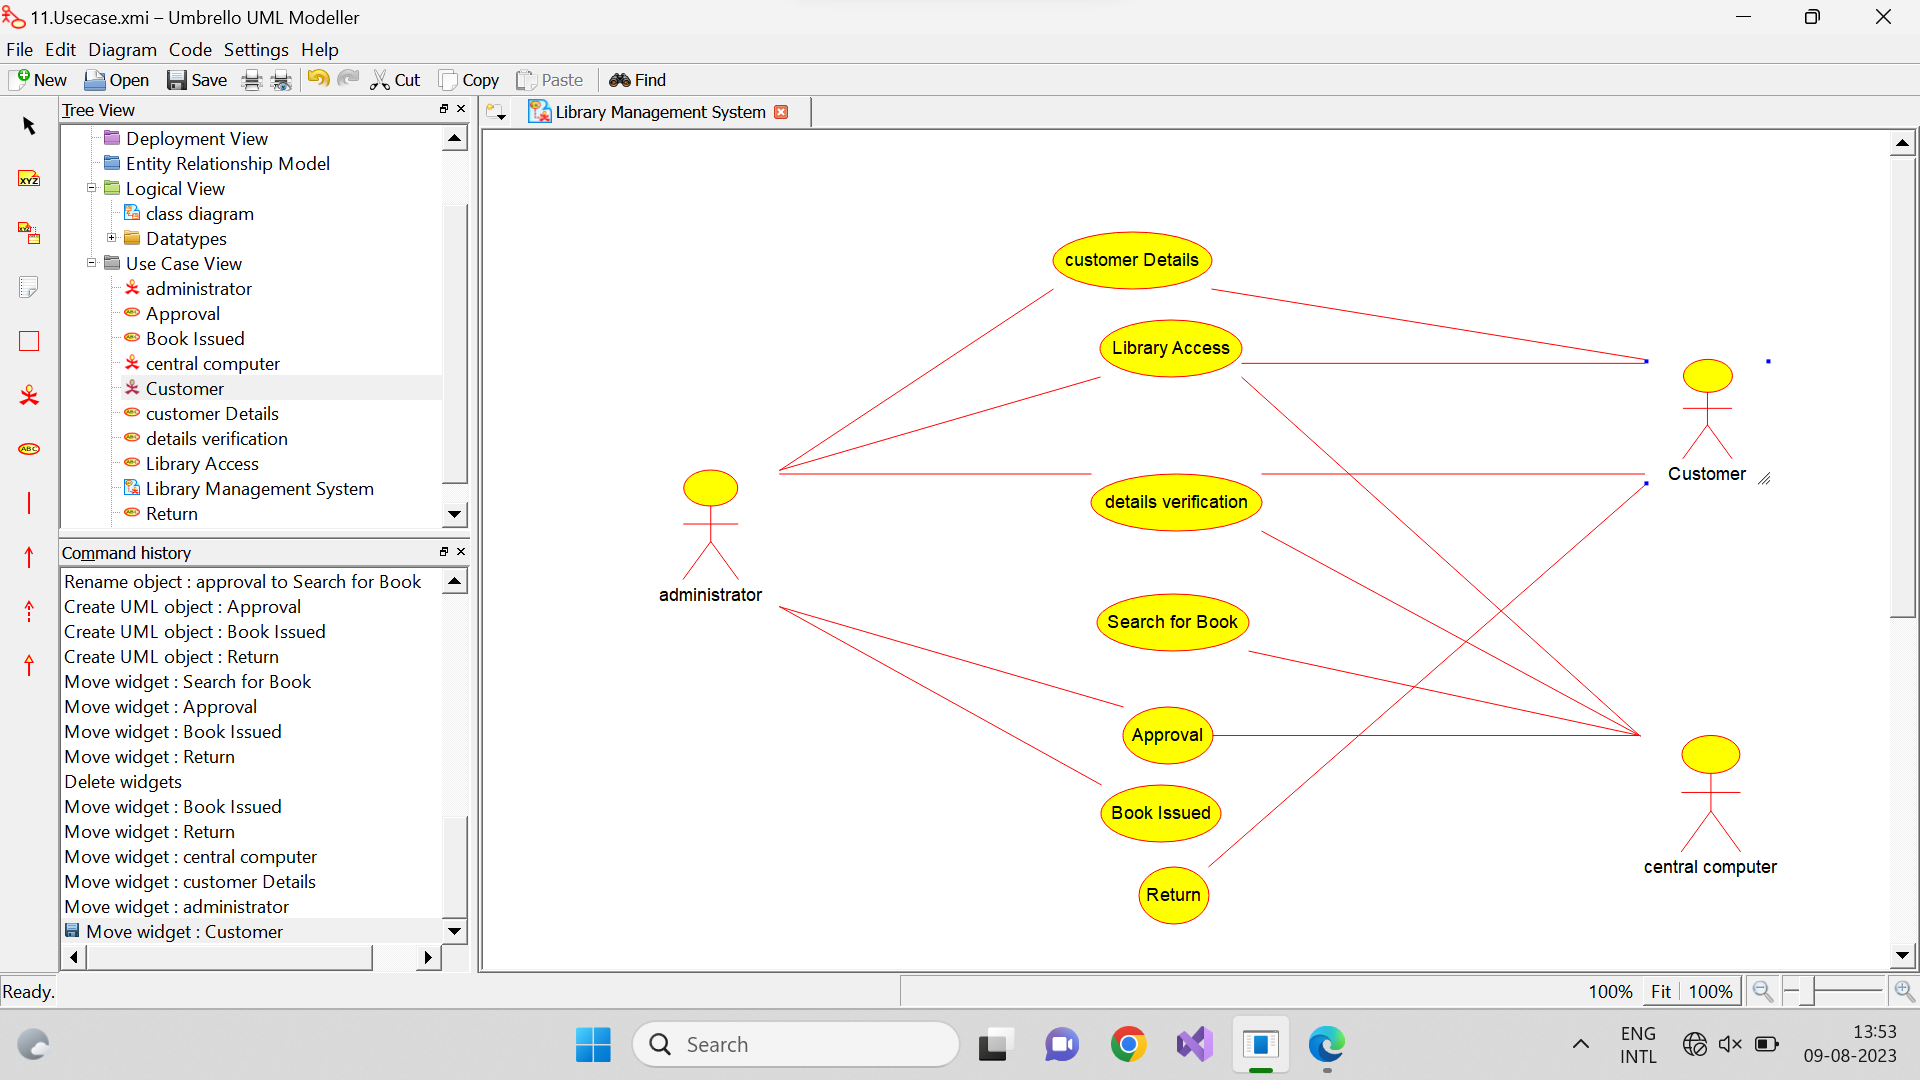 11.Usecase.xmi – Umbrello UML Modeller
File Edit Diagram Code Settings Help
New Open Save Cut Copy Paste Find
Tree View
Library Management System
Deployment View
Entity Relationship Model
Logical View
class diagram
Datatypes
Use Case View
administrator
Approval
Book Issued
central computer
Customer
customer Details
details verification
Library Access
Library Management System
Return
Command history
Rename object : approval to Search for Book
Create UML object : Approval
Create UML object : Book Issued
Create UML object : Return
Move widget : Search for Book
Move widget : Approval
Move widget : Book Issued
Move widget : Return
Delete widgets
Move widget : Book Issued
Move widget : Return
Move widget : central computer
Move widget : customer Details
Move widget : administrator
Move widget : Customer
XYZ
XYZ
ABC
customer Details
Library Access
Customer
details verification
administrator
Search for Book
Approval
Book Issued
central computer
Return
Ready.
100% Fit 100%
Search
ENG
INTL
13:53
09-08-2023